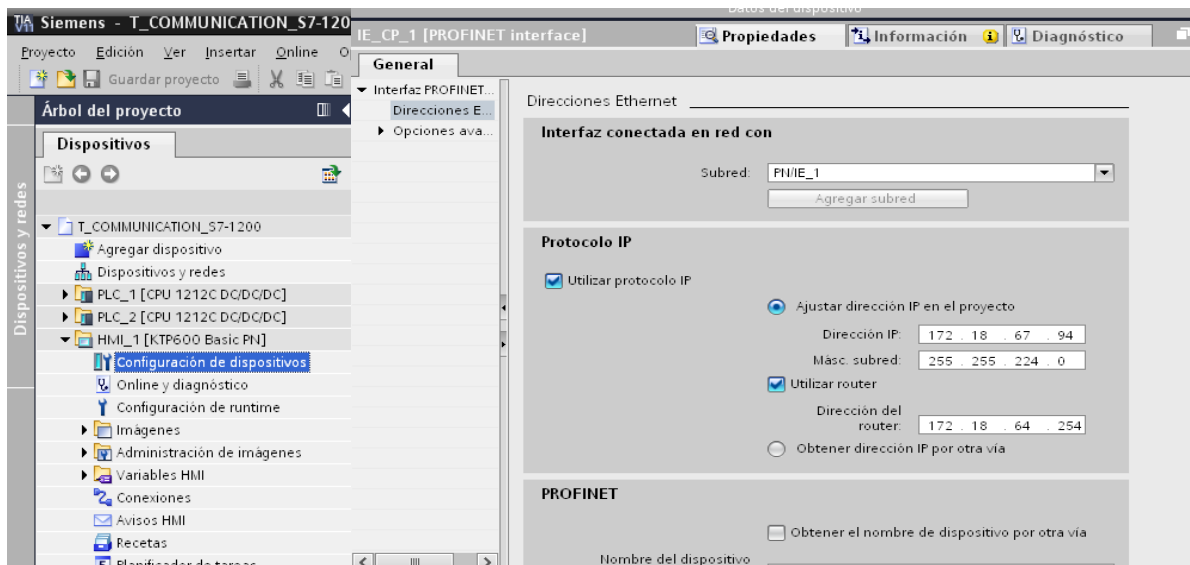 Datos del dispositivo
Siemens - T_COMMUNICATION_S7-120
IE_CP_1 [PROFINET interface]
Propiedades
Información
Diagnóstico
Proyecto Edición Ver Insertar Online O
Guardar proyecto
General
Árbol del proyecto
Dispositivos
Dispositivos y redes
T_COMMUNICATION_S7-1200
Agregar dispositivo
Dispositivos y redes
PLC_1 [CPU 1212C DC/DC/DC]
PLC_2 [CPU 1212C DC/DC/DC]
HMI_1 [KTP600 Basic PN]
Configuración de dispositivos
Online y diagnóstico
Configuración de runtime
Imágenes
Administración de imágenes
Variables HMI
Conexiones
Avisos HMI
Recetas
Planificador de tareas
Interfaz PROFINET...
Direcciones E...
Opciones ava...
Direcciones Ethernet
Interfaz conectada en red con
Subred: PN/IE_1
Agregar subred
Protocolo IP
Utilizar protocolo IP
Ajustar dirección IP en el proyecto
Dirección IP: 172 . 18 . 67 . 94
Másc. subred: 255 . 255 . 224 . 0
Utilizar router
Dirección del
router: 172 . 18 . 64 . 254
Obtener dirección IP por otra vía
PROFINET
Obtener el nombre de dispositivo por otra vía
Nombre del dispositivo